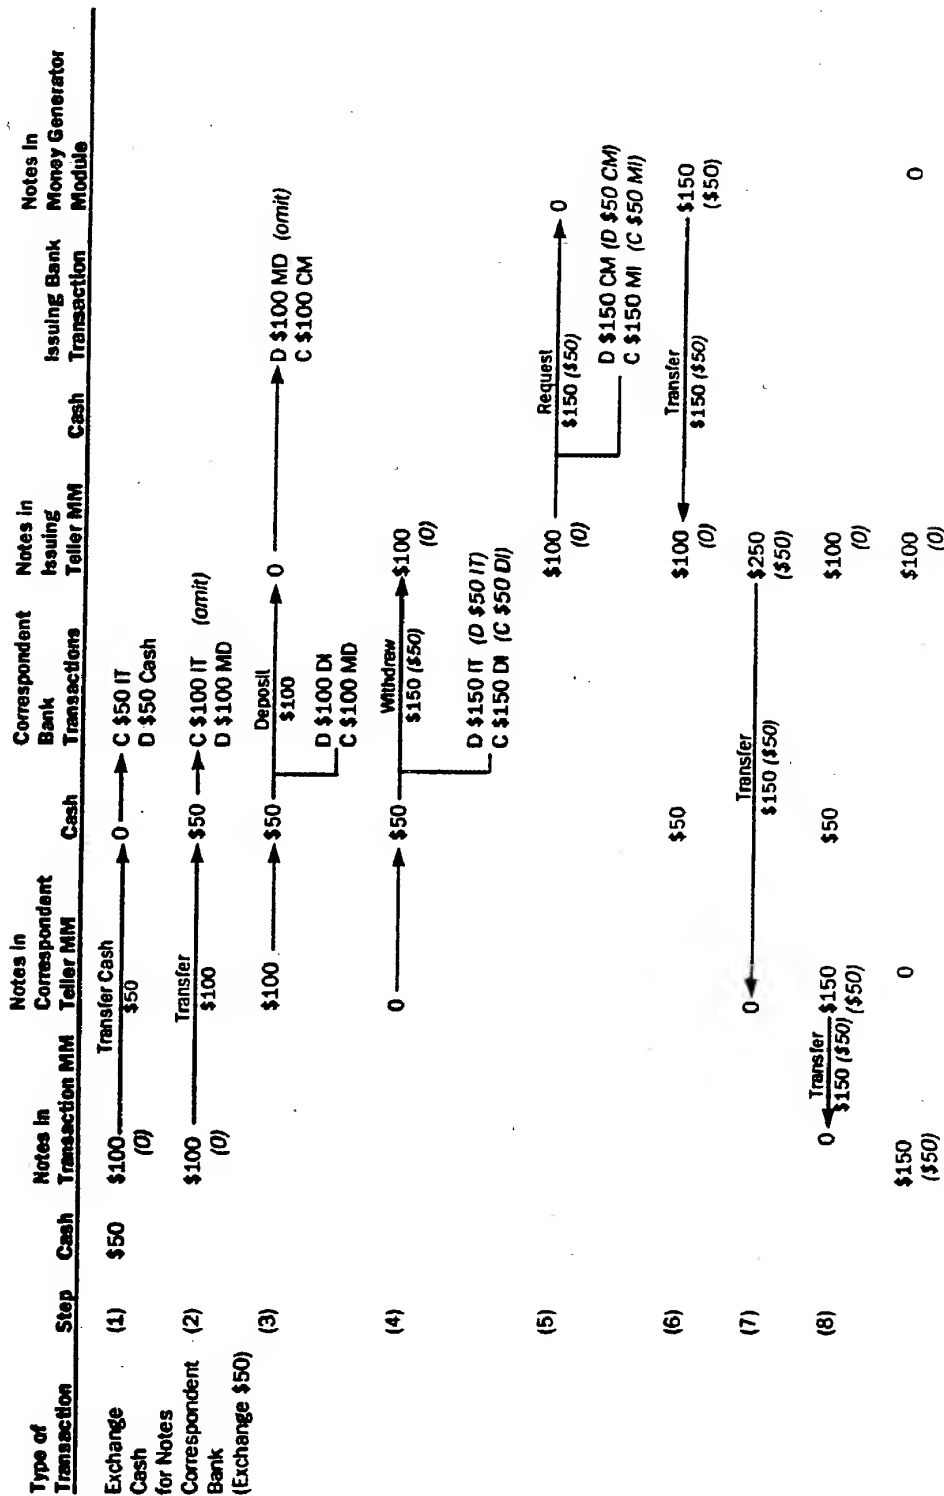 Type of Transaction Step Cash Notes in Transaction MM Notes in Correspondent Teller MM Cash Correspondent Bank Transactions Notes in Issuing Teller MM Cash Issuing Bank Transaction Notes in Money Generator Module
Exchange Cash for Notes Correspondent Bank (Exchange $50)
(1) $50 $100 (0) Transfer Cash $50 0 C $50 IT
D $50 Cash
(2) $100 (0) Transfer $100 $50 C $100 IT (omit)
D $100 MD
(3) $100 $50 Deposit $100 0 D $100 MD (omit)
C $100 CM
D $100 DI
C $100 MD
(4) 0 $50 Withdrew $150 ($50) $100 (0)
D $150 IT (D $50 IT)
C $150 DI (C $50 DI)
(5) $100 (0) Request $150 ($50) 0
D $150 CM (D $50 CM)
C $150 MI (C $50 MI)
(6) $50 $100 (0) Transfer $150 ($50) $150 ($50)
(7) 0 Transfer $150 ($50) $250 ($50)
(8) 0 Transfer $150 ($50) $150 ($50) $50 $100 (0)
$150 ($50) 0 $100 (0) 0